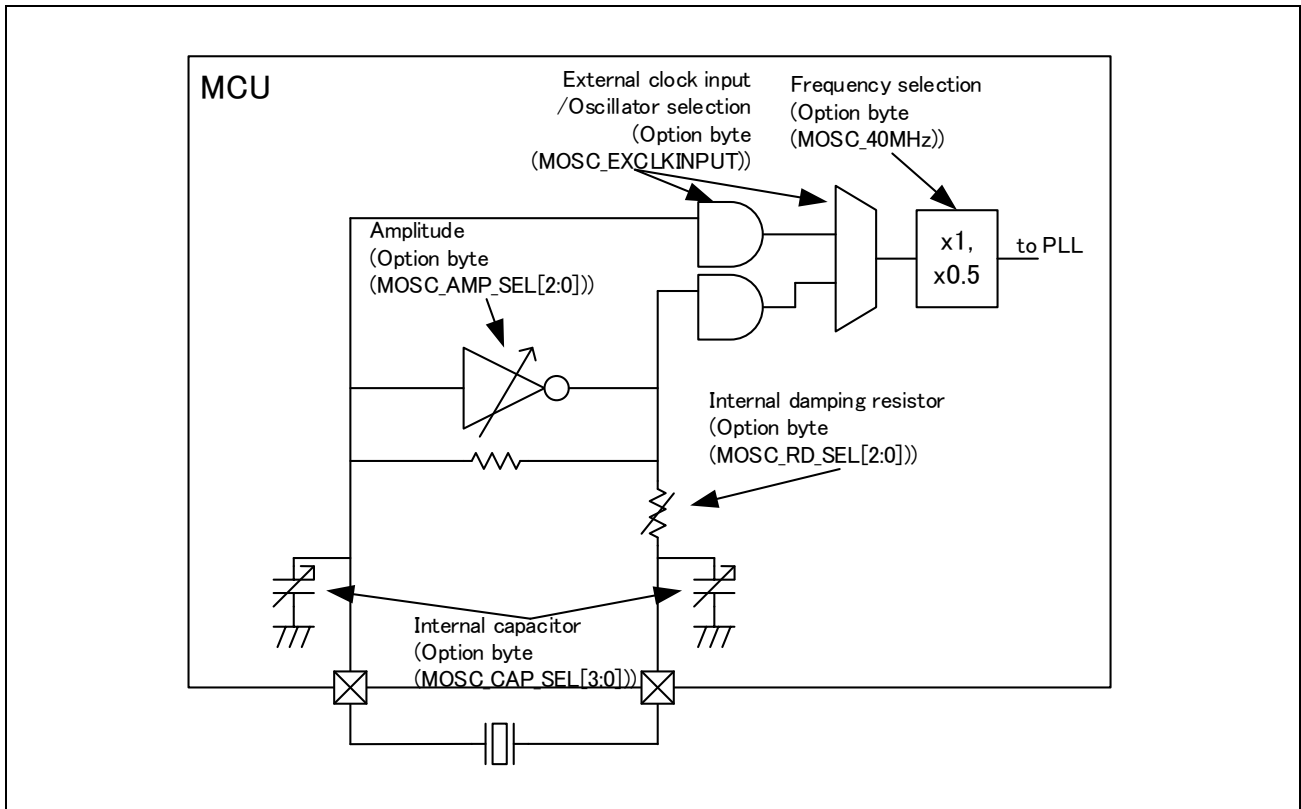 MCU
External clock input
/Oscillator selection
(Option byte
(MOSC_EXCLKINPUT))
Frequency selection
(Option byte
(MOSC_40MHz))
Amplitude
(Option byte
(MOSC_AMP_SEL[2:0]))
x1,
x0.5
to PLL
Internal damping resistor
(Option byte
(MOSC_RD_SEL[2:0]))
Internal capacitor
(Option byte
(MOSC_CAP_SEL[3:0]))